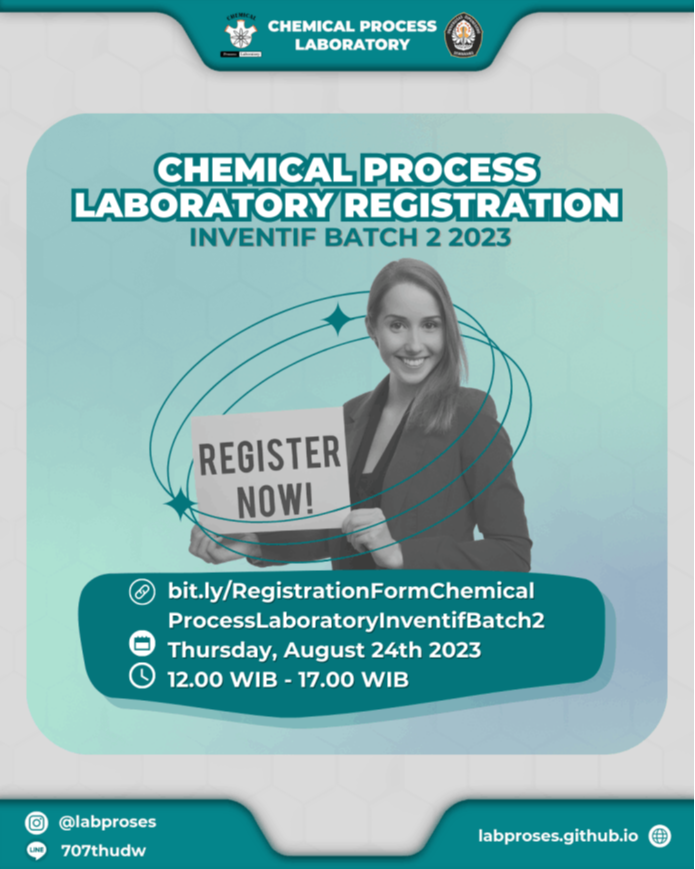 CHEMICAL PROCESS
LABORATORY
CHEMICAL PROCESS
LABORATORY REGISTRATION
INVENTIF BATCH 2 2023
REGISTER
NOW!
bit.ly/RegistrationFormChemical
ProcessLaboratoryInventifBatch2
Thursday, August 24th 2023
12.00 WIB - 17.00 WIB
@labproses
LINE
707thudw
labproses.github.io